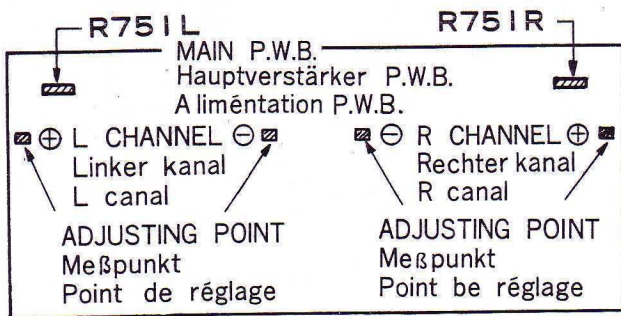 R751L
R751R
MAIN P.W.B.
Hauptverstärker P.W.B.
Aliméntation P.W.B.
⊕ L CHANNEL ⊖
Linker kanal
L canal
ADJUSTING POINT
Meßpunkt
Point de réglage
⊖ R CHANNEL ⊕
Rechter kanal
R canal
ADJUSTING POINT
Meßpunkt
Point be réglage